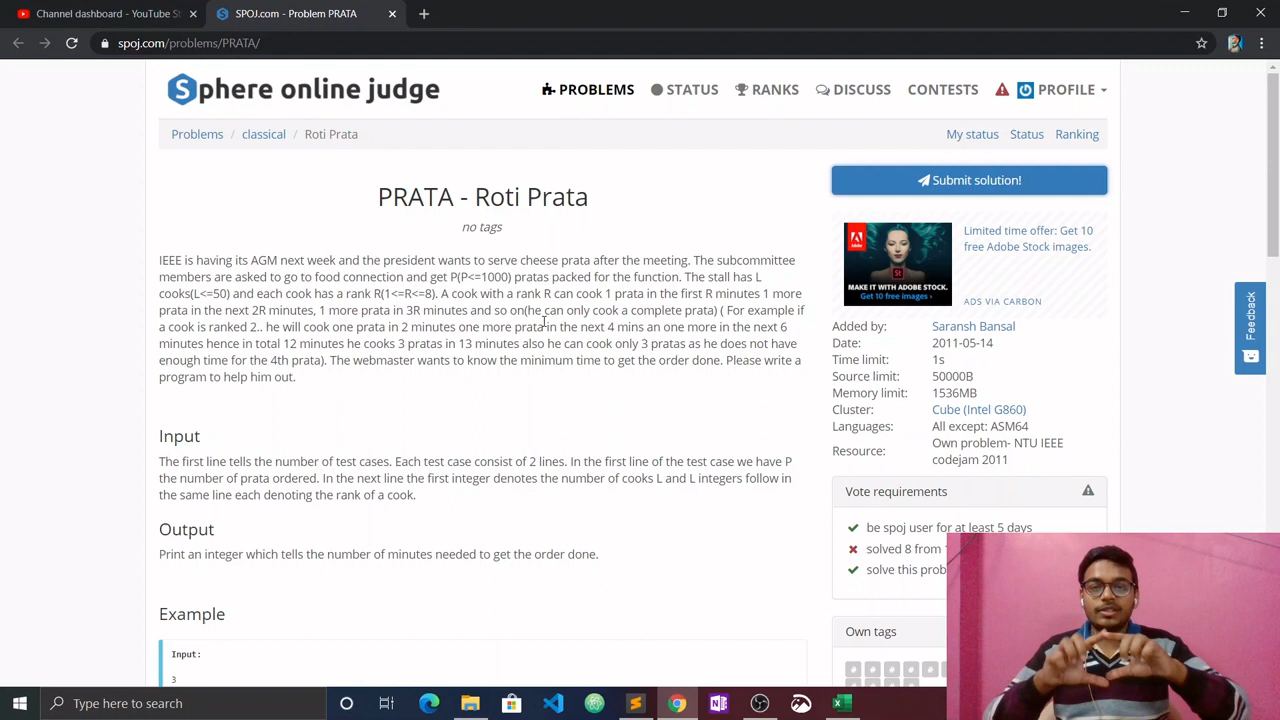 Channel dashboard - YouTube St
SPOJ.com - Problem PRATA
spoj.com/problems/PRATA/
Sphere online judge
PROBLEMS
STATUS
RANKS
DISCUSS
CONTESTS
PROFILE
Problems / classical / Roti Prata
My status Status Ranking
PRATA - Roti Prata
no tags
Submit solution!
IEEE is having its AGM next week and the president wants to serve cheese prata after the meeting. The subcommittee
members are asked to go to food connection and get P(P<=1000) pratas packed for the function. The stall has L
cooks(L<=50) and each cook has a rank R(1<=R<=8). A cook with a rank R can cook 1 prata in the first R minutes 1 more
prata in the next 2R minutes, 1 more prata in 3R minutes and so on(he can only cook a complete prata) ( For example if
a cook is ranked 2.. he will cook one prata in 2 minutes one more prata in the next 4 mins an one more in the next 6
minutes hence in total 12 minutes he cooks 3 pratas in 13 minutes also he can cook only 3 pratas as he does not have
enough time for the 4th prata). The webmaster wants to know the minimum time to get the order done. Please write a
program to help him out.
Input
The first line tells the number of test cases. Each test case consist of 2 lines. In the first line of the test case we have P
the number of prata ordered. In the next line the first integer denotes the number of cooks L and L integers follow in
the same line each denoting the rank of a cook.
Output
Print an integer which tells the number of minutes needed to get the order done.
Example
Input:
3
Adobe
St
MAKE IT WITH ADOBE STOCK.
Get 10 free images ›
Limited time offer: Get 10
free Adobe Stock images.
ADS VIA CARBON
Added by: Saransh Bansal
Date: 2011-05-14
Time limit: 1s
Source limit: 50000B
Memory limit: 1536MB
Cluster: Cube (Intel G860)
Languages: All except: ASM64
Resource: Own problem- NTU IEEE
codejam 2011
Vote requirements
be spoj user for at least 5 days
solved 8 from
solve this prob
Own tags
# # # # #
# # # #
Feedback
Type here to search